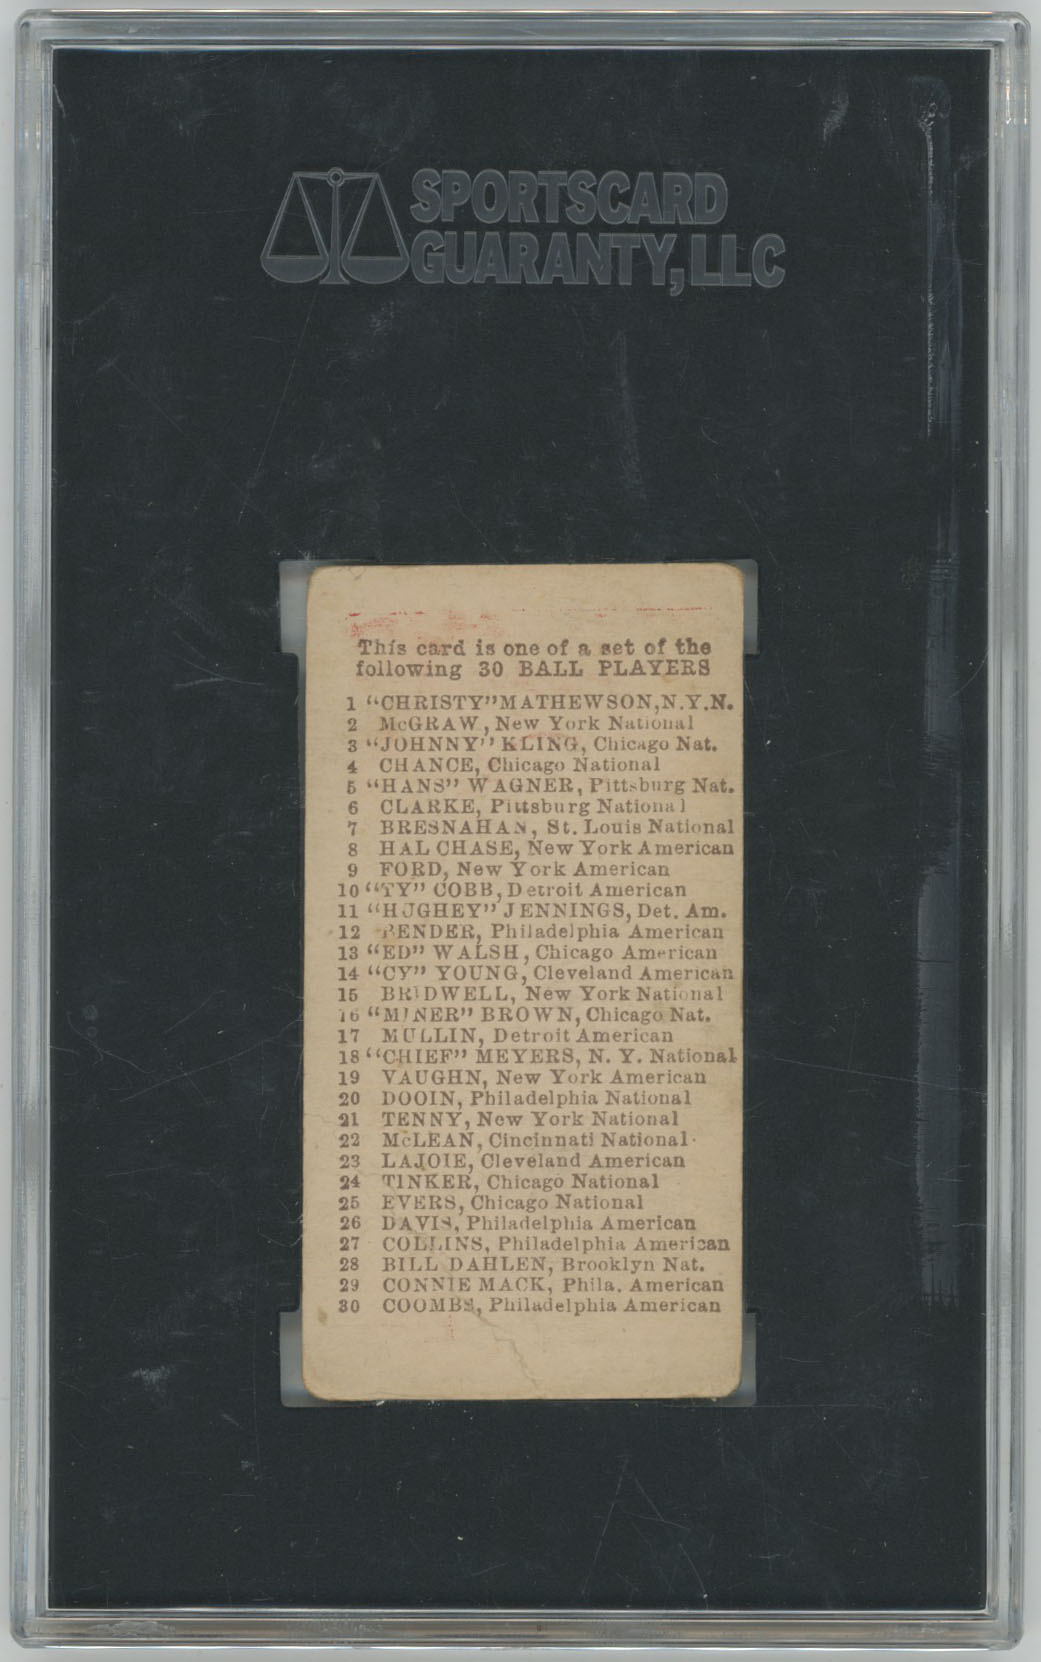 SPORTSCARD
GUARANTY, LLC
This card is one of a set of the
following 30 BALL PLAYERS
1 "CHRISTY" MATHEWSON, N.Y.N.
2 McGRAW, New York National
3 "JOHNNY" KLING, Chicago Nat.
4 CHANCE, Chicago National
5 "HANS" WAGNER, Pittsburg Nat.
6 CLARKE, Pittsburg National
7 BRESNAHAN, St. Louis National
8 HAL CHASE, New York American
9 FORD, New York American
10 "TY" COBB, Detroit American
11 "HUGHEY" JENNINGS, Det. Am.
12 BENDER, Philadelphia American
13 "ED" WALSH, Chicago American
14 "CY" YOUNG, Cleveland American
15 BRIDWELL, New York National
16 "MINER" BROWN, Chicago Nat.
17 MULLIN, Detroit American
18 "CHIEF" MEYERS, N. Y. National
19 VAUGHN, New York American
20 DOOIN, Philadelphia National
21 TENNY, New York National
22 McLEAN, Cincinnati National
23 LAJOIE, Cleveland American
24 TINKER, Chicago National
25 EVERS, Chicago National
26 DAVIS, Philadelphia American
27 COLLINS, Philadelphia American
28 BILL DAHLEN, Brooklyn Nat.
29 CONNIE MACK, Phila. American
30 COOMBS, Philadelphia American